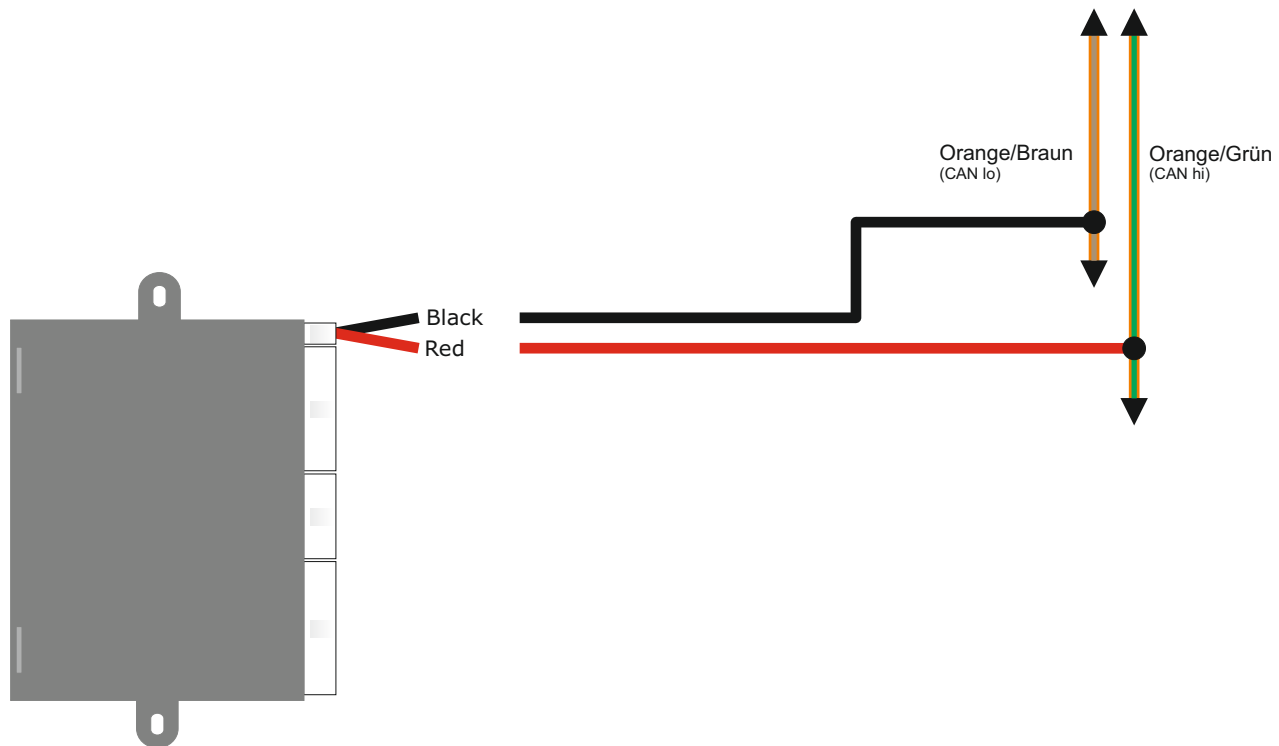 Orange/Braun
(CAN lo)
Orange/Grün
(CAN hi)
Black
Red